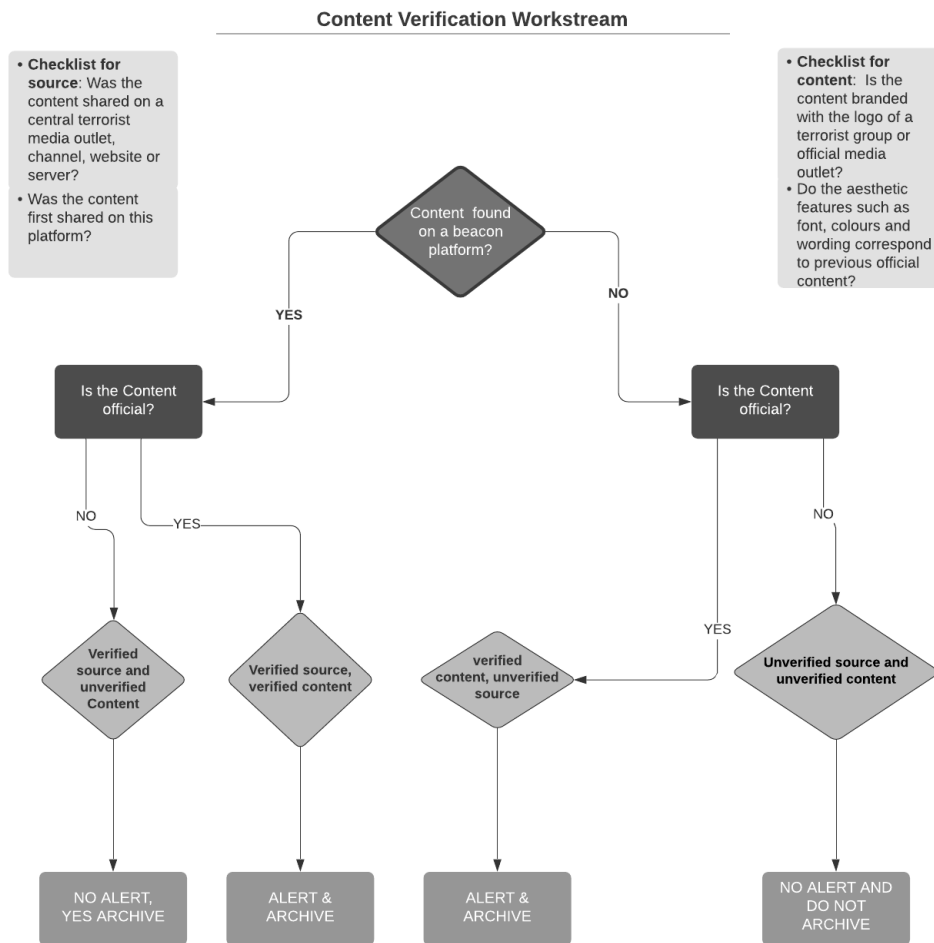 Content Verification Workstream
• Checklist for
source: Was the
content shared on a
central terrorist
media outlet,
channel, website or
server?
• Was the content
first shared on this
platform?
• Checklist for
content:  Is the
content branded
with the logo of a
terrorist group or
official media
outlet?
• Do the aesthetic
features such as
font, colours and
wording correspond
to previous official
content?
Content  found
on a beacon
platform?
YES
NO
Is the Content
official?
Is the Content
official?
NO
YES
YES
NO
Verified
source and
unverified
Content
Verified source,
verified content
verified
content, unverified
source
Unverified source and
unverified content
NO ALERT,
YES ARCHIVE
ALERT &
ARCHIVE
ALERT &
ARCHIVE
NO ALERT AND
DO NOT
ARCHIVE